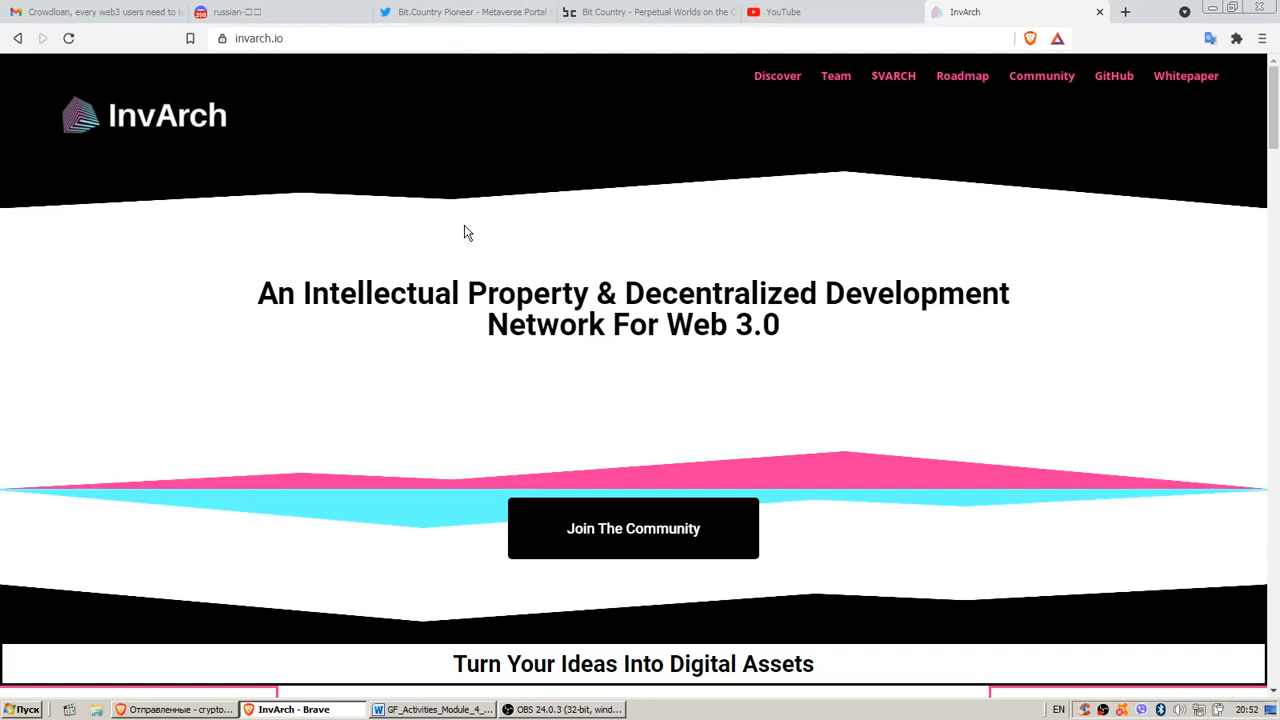 Crowdloan, every web3 users need to k
399
russian-
Bit.Country Pioneer - Metaverse Portal
Bit Country - Perpetual Worlds on the C
YouTube
InvArch
invarch.io
Discover
Team
$VARCH
Roadmap
Community
GitHub
Whitepaper
InvArch
An Intellectual Property & Decentralized Development
Network For Web 3.0
Join The Community
Turn Your Ideas Into Digital Assets
Пуск
Отправленные - crypto...
InvArch - Brave
GF_Activities_Module_4_...
OBS 24.0.3 (32-bit, wind...
EN
20:52